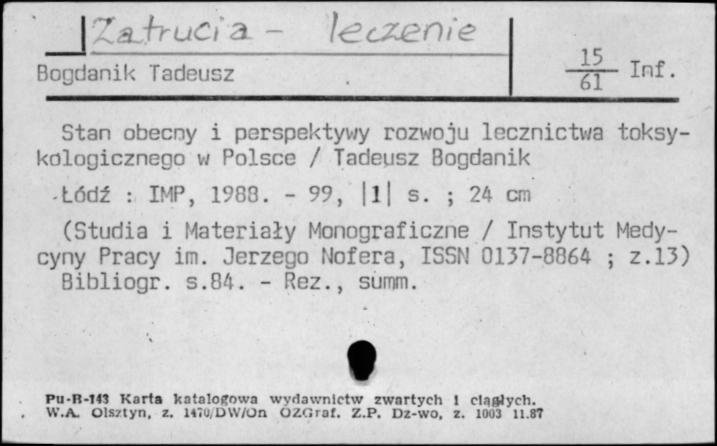 Zatrucia - leczenie
15
Bogdanik Tadeusz
61 Inf.
Stan obecny i perspektywy rozwoju lecznictwa toksy-
kologicznego w Polsce / Tadeusz Bogdanik
Łódź : IMP, 1988. - 99, |1| s. ; 24 cm
(Studia i Materiały Monograficzne / Instytut Medy-
cyny Pracy im. Jerzego Nofera, ISSN 0137-8864 ; z.13)
Bibliogr. s.84. - Rez., summ.
Pu-B-143 Karta katalogowa wydawnictw zwartych i ciągłych.
W.A. Olsztyn, z. 1470/DW/On OZGraf. Z.P. Dz-wo, z. 1003 11.87